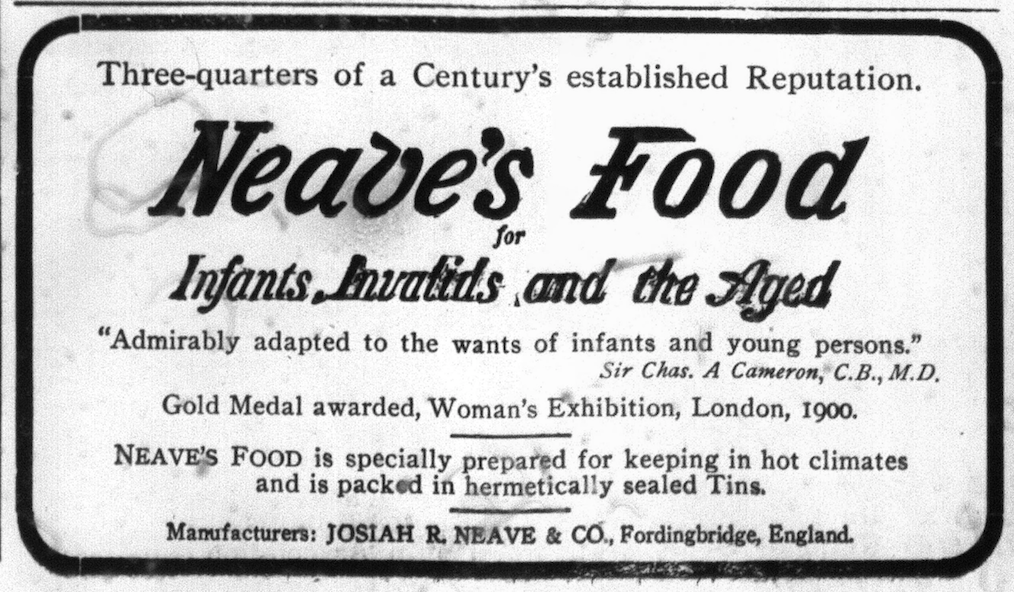 Three-quarters of a Century's established Reputation.
Neave's Food
for
Infants, Invalids and the Aged
"Admirably adapted to the wants of infants and young persons."
Sir Chas. A Cameron, C.B., M.D.
Gold Medal awarded, Woman's Exhibition, London, 1900.
NEAVE'S FOOD is specially prepared for keeping in hot climates
and is packed in hermetically sealed Tins.
Manufacturers: JOSIAH R. NEAVE & CO., Fordingbridge, England.